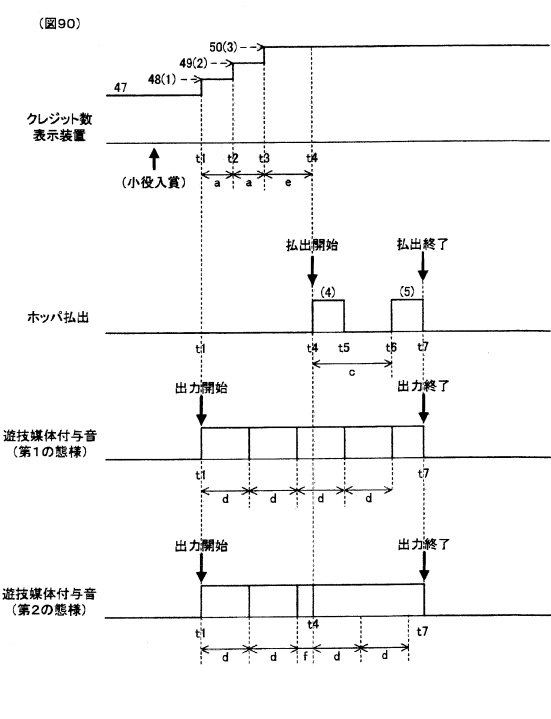 (図90)
50(3)
49(2)
48(1)
47
クレジット数
表示装置
t1 t2 t3 t4
(小役入賞)
a a e
払出開始 払出終了
(4) (5)
ホッパ払出
t1 t4 t5 t6 t7
c
出力開始 出力終了
遊技媒体付与音
(第1の態様)
t1 t7
d d d d
出力開始 出力終了
遊技媒体付与音
(第2の態様)
t1 t4 t7
d d f d d